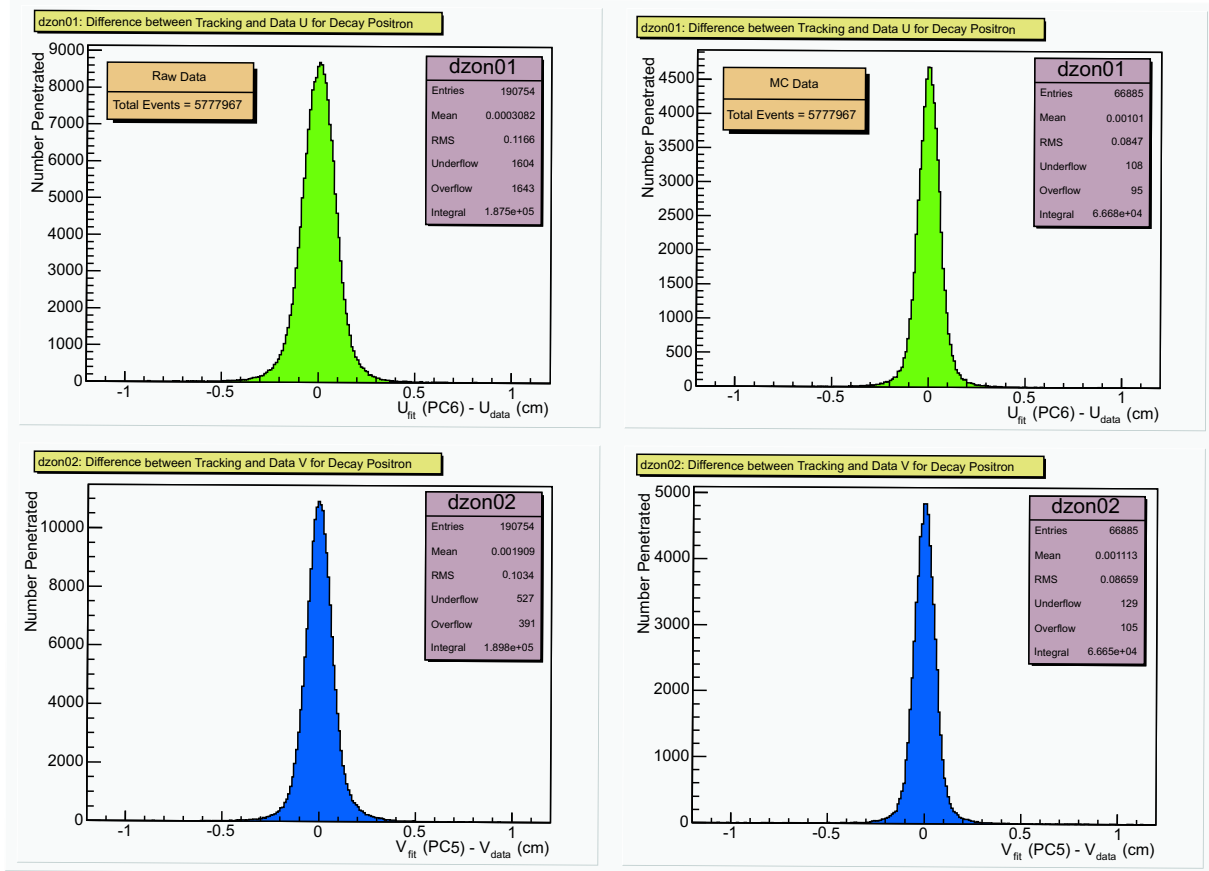 dzon01: Difference between Tracking and Data U for Decay Positron
Number Penetrated
9000
8000
7000
6000
5000
4000
3000
2000
1000
0
Raw Data
Total Events = 5777967
dzon01
Entries 190754
Mean 0.0003082
RMS 0.1166
Underflow 1604
Overflow 1643
Integral 1.875e+05
-1 -0.5 0 0.5 1
U_fit (PC6) - U_data (cm)
dzon01: Difference between Tracking and Data U for Decay Positron
Number Penetrated
4500
4000
3500
3000
2500
2000
1500
1000
500
0
MC Data
Total Events = 5777967
dzon01
Entries 66885
Mean 0.00101
RMS 0.0847
Underflow 108
Overflow 95
Integral 6.668e+04
-1 -0.5 0 0.5 1
U_fit (PC6) - U_data (cm)
dzon02: Difference between Tracking and Data V for Decay Positron
Number Penetrated
10000
8000
6000
4000
2000
0
dzon02
Entries 190754
Mean 0.001909
RMS 0.1034
Underflow 527
Overflow 391
Integral 1.898e+05
-1 -0.5 0 0.5 1
V_fit (PC5) - V_data (cm)
dzon02: Difference between Tracking and Data V for Decay Positron
Number Penetrated
5000
4000
3000
2000
1000
0
dzon02
Entries 66885
Mean 0.001113
RMS 0.08659
Underflow 129
Overflow 105
Integral 6.665e+04
-1 -0.5 0 0.5 1
V_fit (PC5) - V_data (cm)